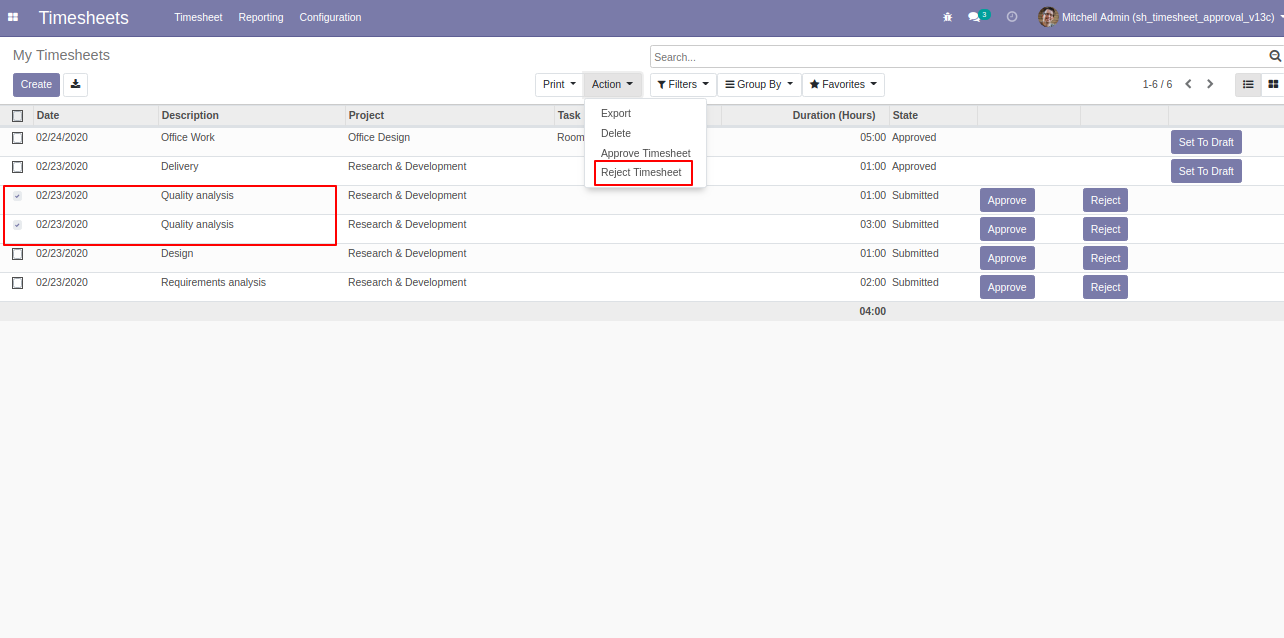 Timesheets Timesheet Reporting Configuration 3 Mitchell Admin (sh_timesheet_approval_v13c)
My Timesheets Search...
Create Print Action Filters Group By Favorites 1-6 / 6
Date Description Project Task Duration (Hours) State
Export
Delete
Approve Timesheet
Reject Timesheet
02/24/2020 Office Work Office Design Room 05:00 Approved Set To Draft
02/23/2020 Delivery Research & Development 01:00 Approved Set To Draft
02/23/2020 Quality analysis Research & Development 01:00 Submitted Approve Reject
02/23/2020 Quality analysis Research & Development 03:00 Submitted Approve Reject
02/23/2020 Design Research & Development 01:00 Submitted Approve Reject
02/23/2020 Requirements analysis Research & Development 02:00 Submitted Approve Reject
04:00